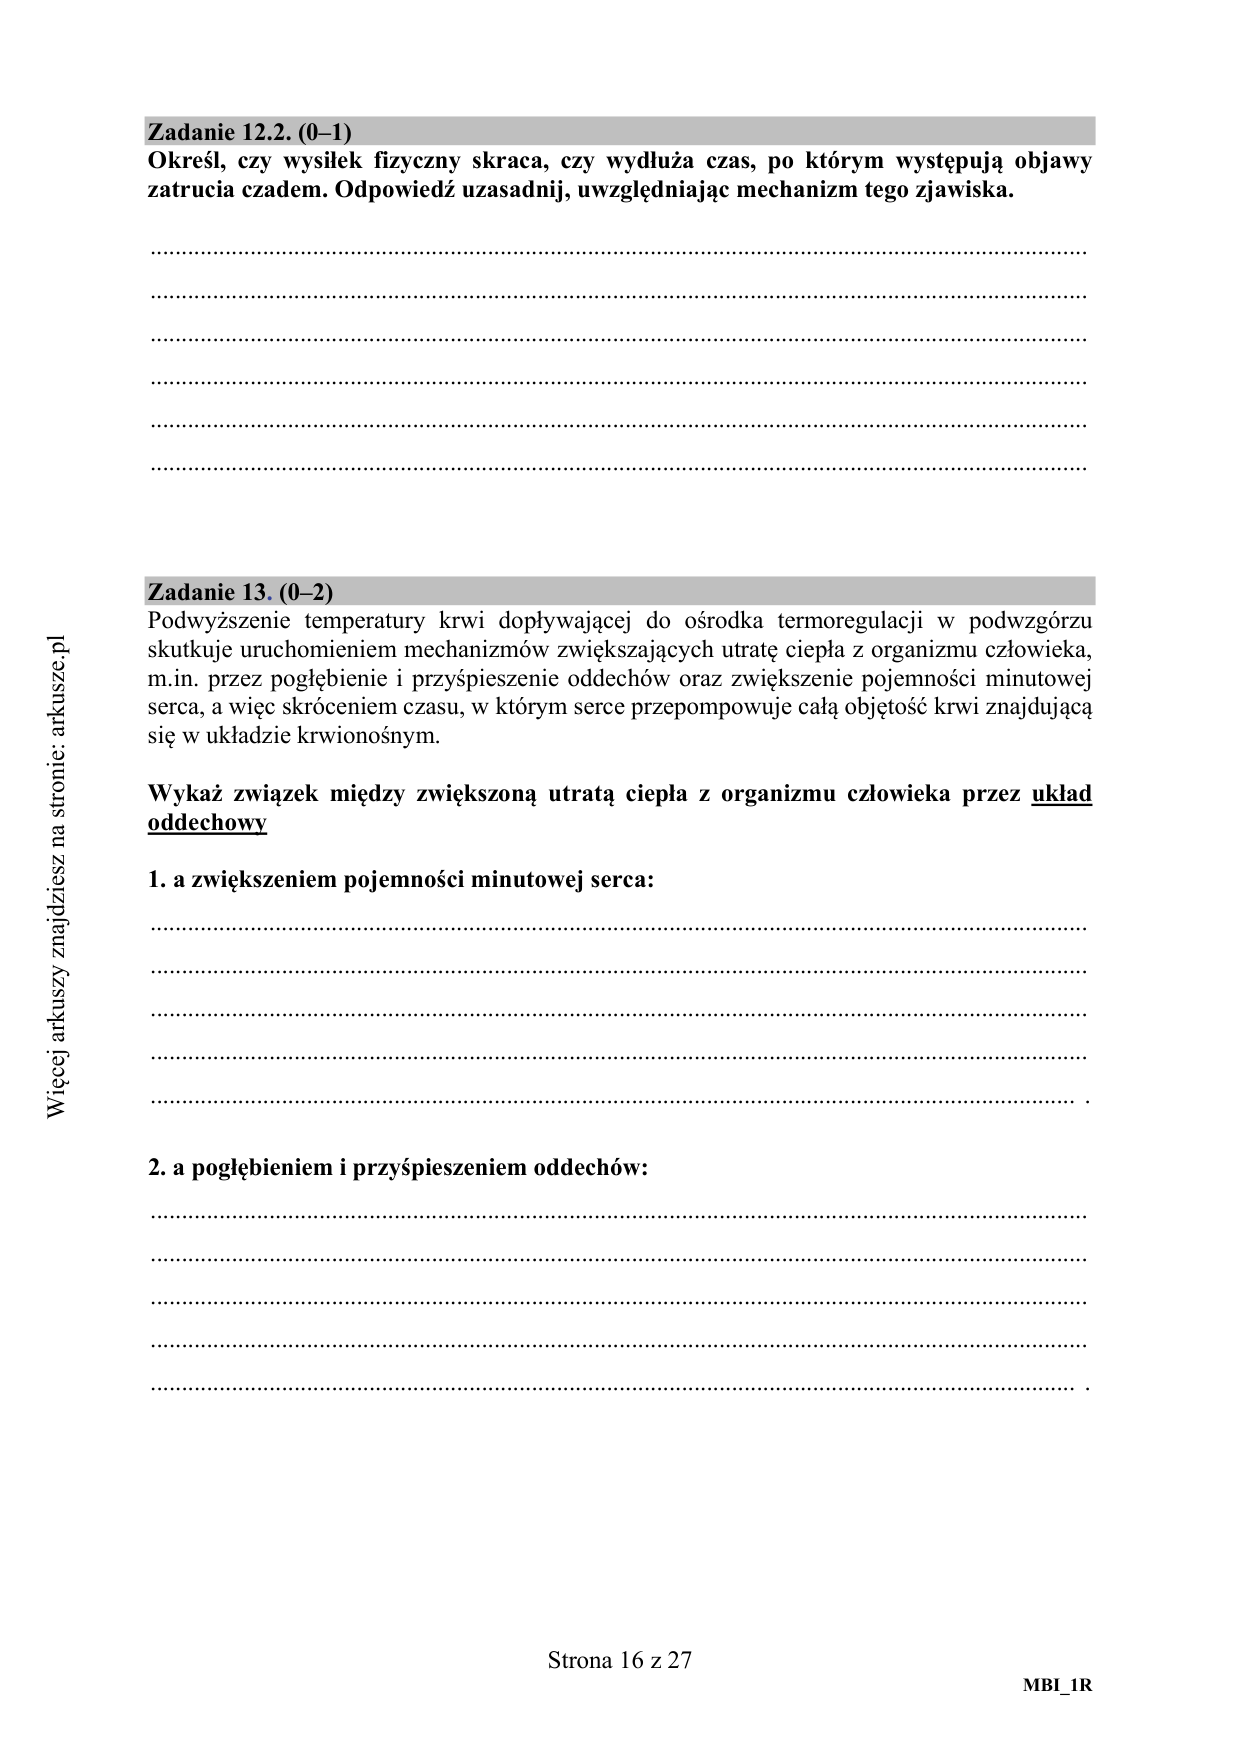 Zadanie 12.2. (0–1)
Określ, czy wysiłek fizyczny skraca, czy wydłuża czas, po którym występują objawy
zatrucia czadem. Odpowiedź uzasadnij, uwzględniając mechanizm tego zjawiska.
Zadanie 13. (0–2)
Podwyższenie temperatury krwi dopływającej do ośrodka termoregulacji w podwzgórzu
skutkuje uruchomieniem mechanizmów zwiększających utratę ciepła z organizmu człowieka,
m.in. przez pogłębienie i przyśpieszenie oddechów oraz zwiększenie pojemności minutowej
serca, a więc skróceniem czasu, w którym serce przepompowuje całą objętość krwi znajdującą
się w układzie krwionośnym.
Wykaż związek między zwiększoną utratą ciepła z organizmu człowieka przez układ
oddechowy
1. a zwiększeniem pojemności minutowej serca:
2. a pogłębieniem i przyśpieszeniem oddechów:
Więcej arkuszy znajdziesz na stronie: arkusze.pl
Strona 16 z 27
MBI_1R